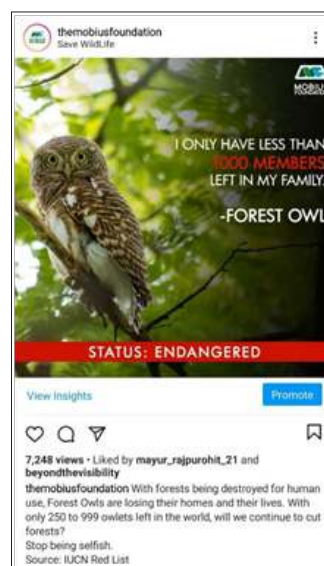 themobiusfoundation
Save WildLife
MOBIUS
FOUNDATION
I ONLY HAVE LESS THAN
1000 MEMBERS
LEFT IN MY FAMILY.
-FOREST OWL
STATUS: ENDANGERED
View Insights
Promote
7,248 views • Liked by mayur_rajpurohit_21 and
beyondthevisibility
themobiusfoundation With forests being destroyed for human
use, Forest Owls are losing their homes and their lives. With
only 250 to 999 owlets left in the world, will we continue to cut
forests?
Stop being selfish.
Source: IUCN Red List